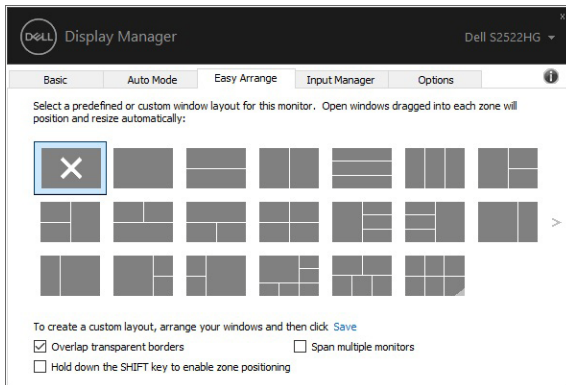 DELL Display Manager
Dell S2522HG
Basic
Auto Mode
Easy Arrange
Input Manager
Options
Select a predefined or custom window layout for this monitor. Open windows dragged into each zone will
position and resize automatically:
To create a custom layout, arrange your windows and then click Save
Overlap transparent borders
Span multiple monitors
Hold down the SHIFT key to enable zone positioning